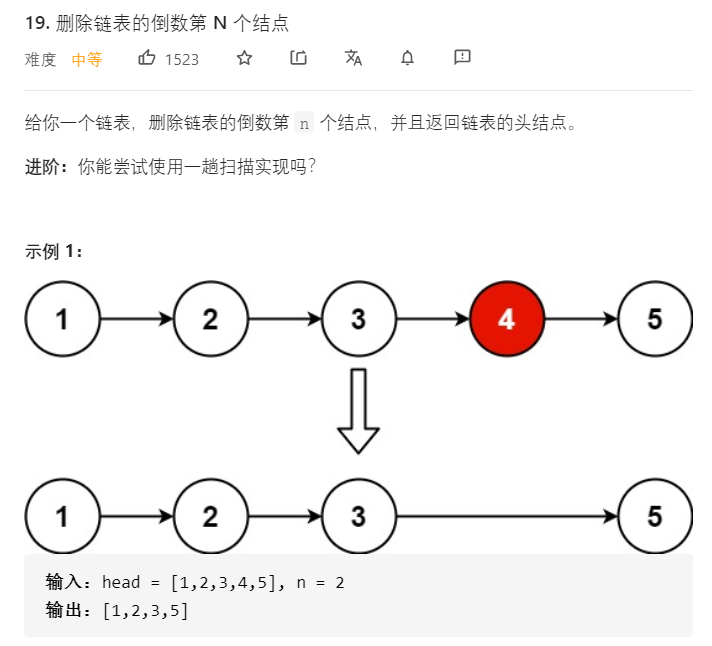 19. 删除链表的倒数第 N 个结点
难度 中等 1523
给你一个链表，删除链表的倒数第 n 个结点，并且返回链表的头结点。
进阶：你能尝试使用一趟扫描实现吗？
示例 1：
1 2 3 4 5
1 2 3 5
输入：head = [1,2,3,4,5], n = 2
输出：[1,2,3,5]